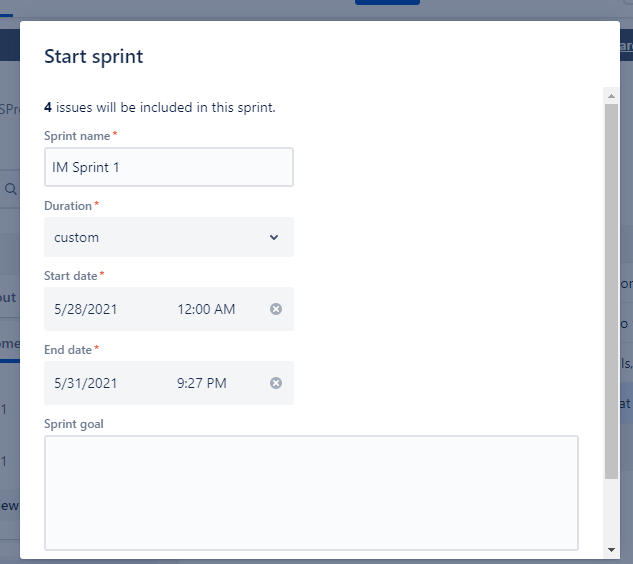 Start sprint
4 issues will be included in this sprint.
Sprint name *
IM Sprint 1
Duration *
custom
Start date *
5/28/2021 12:00 AM
End date *
5/31/2021 9:27 PM
Sprint goal